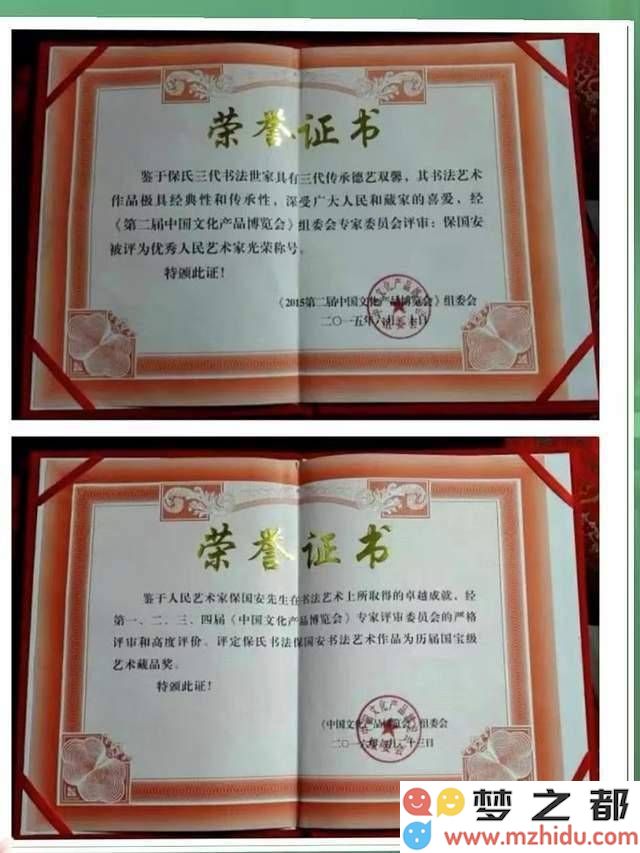 荣誉证书
鉴于保氏三代书法世家具有三代传承德艺双馨，其书法艺术
作品极具经典性和传承性，深受广大人民和藏家的喜爱，经
《第二届中国文化产品博览会》组委会专家委员会评审：保国安
被评为优秀人民艺术家光荣称号。
特颁此证！
《2015第二届中国文化产品博览会》组委会
二〇一五年六月二十日
荣誉证书
鉴于人民艺术家保国安先生在书法艺术上所取得的卓越成就，经
第一、二、三、四届《中国文化产品博览会》专家评审委员会的严格
评审和高度评价。评定保氏书法保国安书法艺术作品为历届国宝级
艺术藏品奖。
特颁此证！
《中国文化产品博览会》组委会
梦之都
www.mzhidu.com